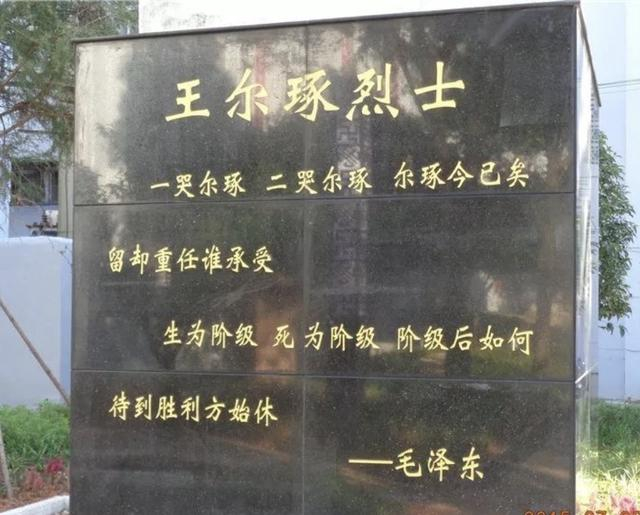 王尔琢烈士
一哭尔琢 二哭尔琢 尔琢今已矣
留却重任谁承受
生为阶级 死为阶级 阶级后如何
待到胜利方始休
——毛泽东